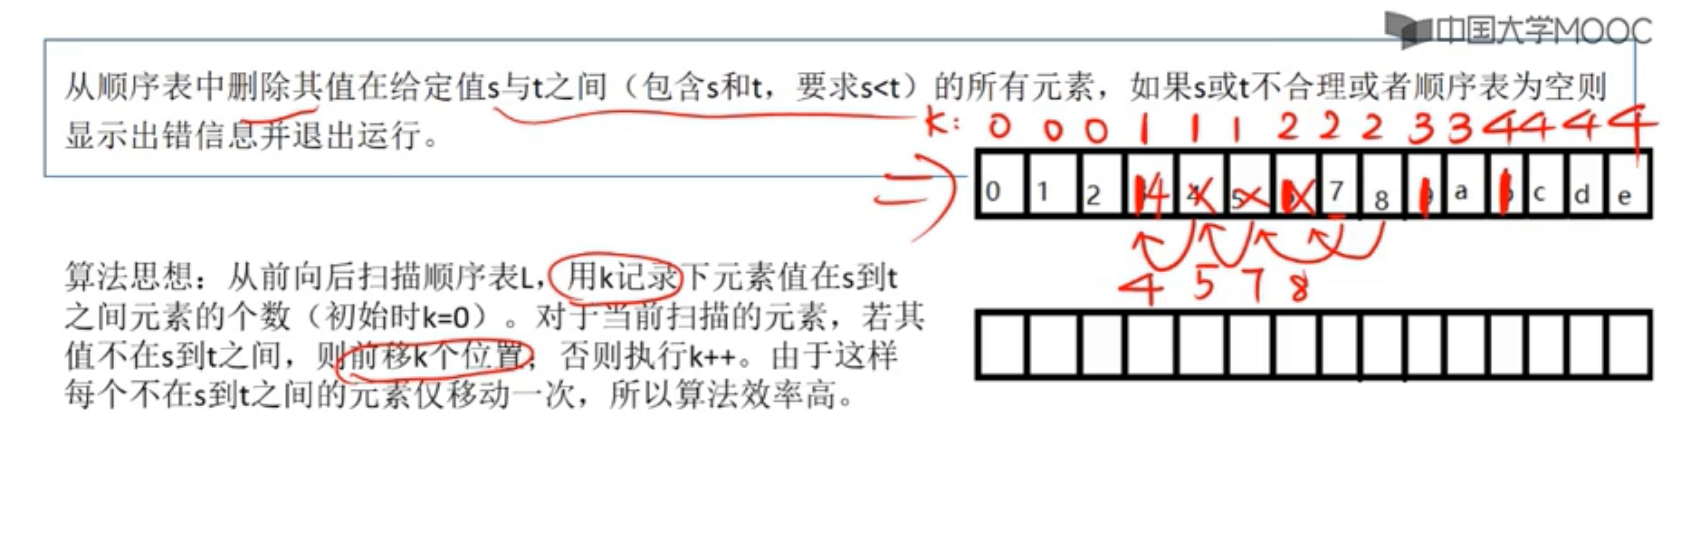 中国大学MOOC
从顺序表中删除其值在给定值s与t之间（包含s和t，要求s<t）的所有元素，如果s或t不合理或者顺序表为空则
显示出错信息并退出运行。
k: 0 0 0 1 1 1 2 2 2 3 3 4 4 4 4
0 1 2 4 4 5 7 8 a c d e
4 5 7 8
算法思想：从前向后扫描顺序表L，用k记录下元素值在s到t
之间元素的个数（初始时k=0）。对于当前扫描的元素，若其
值不在s到t之间，则前移k个位置；否则执行k++。由于这样
每个不在s到t之间的元素仅移动一次，所以算法效率高。